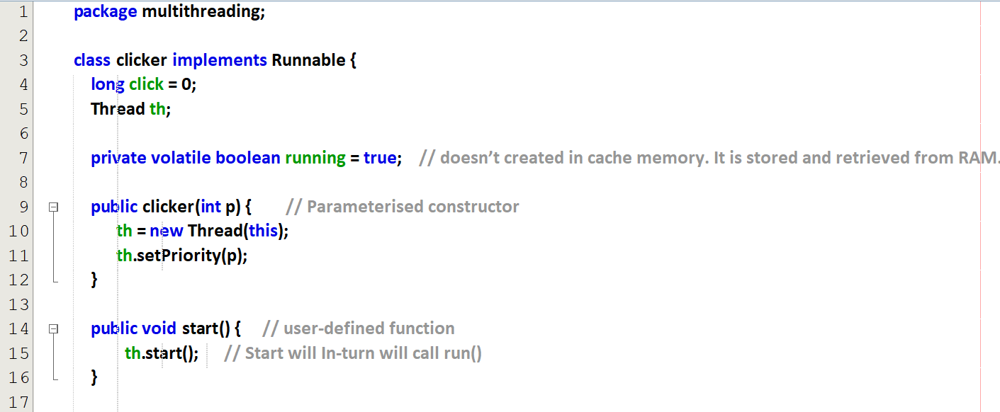 1 package multithreading;
2
3 class clicker implements Runnable {
4 long click = 0;
5 Thread th;
6
7 private volatile boolean running = true; // doesn’t created in cache memory. It is stored and retrieved from RAM.
8
9 public clicker(int p) { // Parameterised constructor
10 th = new Thread(this);
11 th.setPriority(p);
12 }
13
14 public void start() { // user-defined function
15 th.start(); // Start will In-turn will call run()
16 }
17